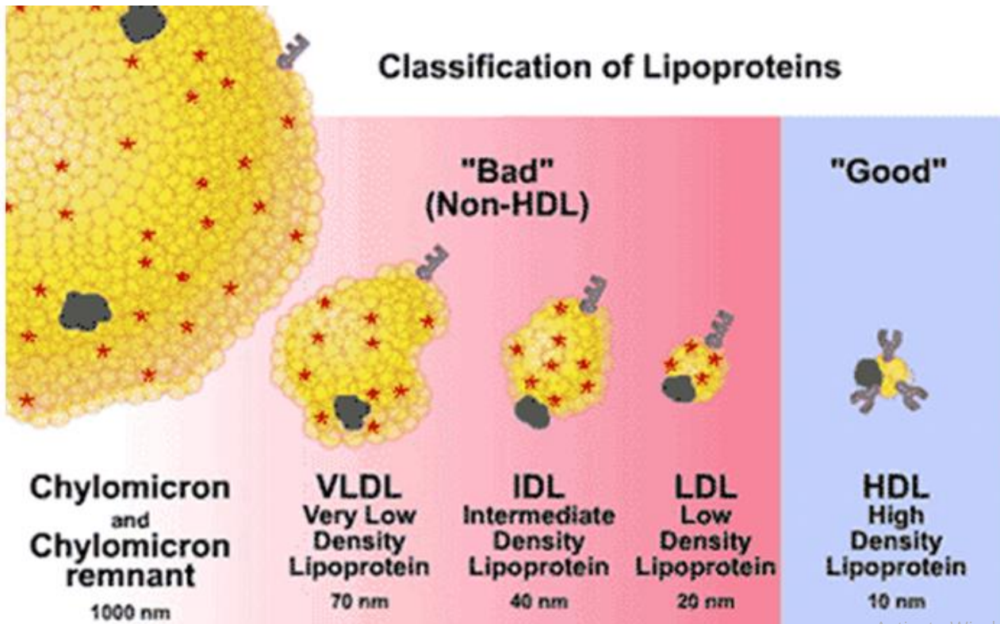 Classification of Lipoproteins
"Bad"
(Non-HDL)
"Good"
Chylomicron
and
Chylomicron
remnant
1000 nm
VLDL
Very Low
Density
Lipoprotein
70 nm
IDL
Intermediate
Density
Lipoprotein
40 nm
LDL
Low
Density
Lipoprotein
20 nm
HDL
High
Density
Lipoprotein
10 nm